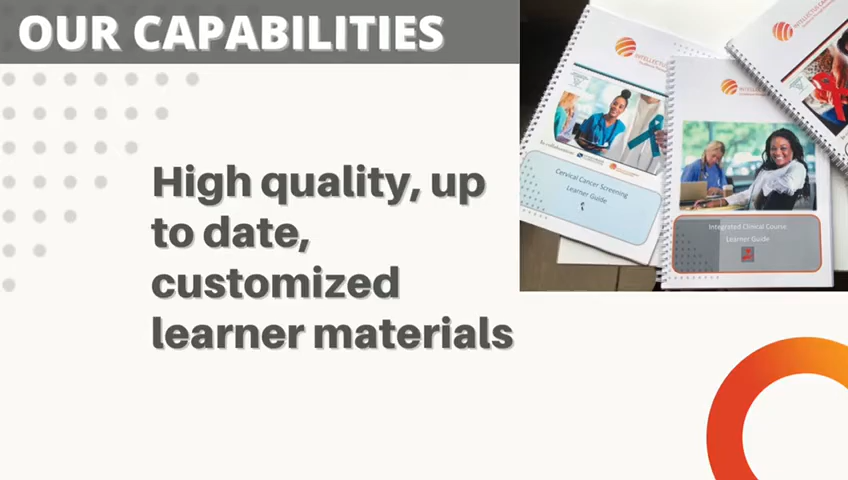 OUR CAPABILITIES
High quality, up
to date,
customized
learner materials
Cervical Cancer Screening
Learner Guide
Integrated Clinical Course
Learner Guide